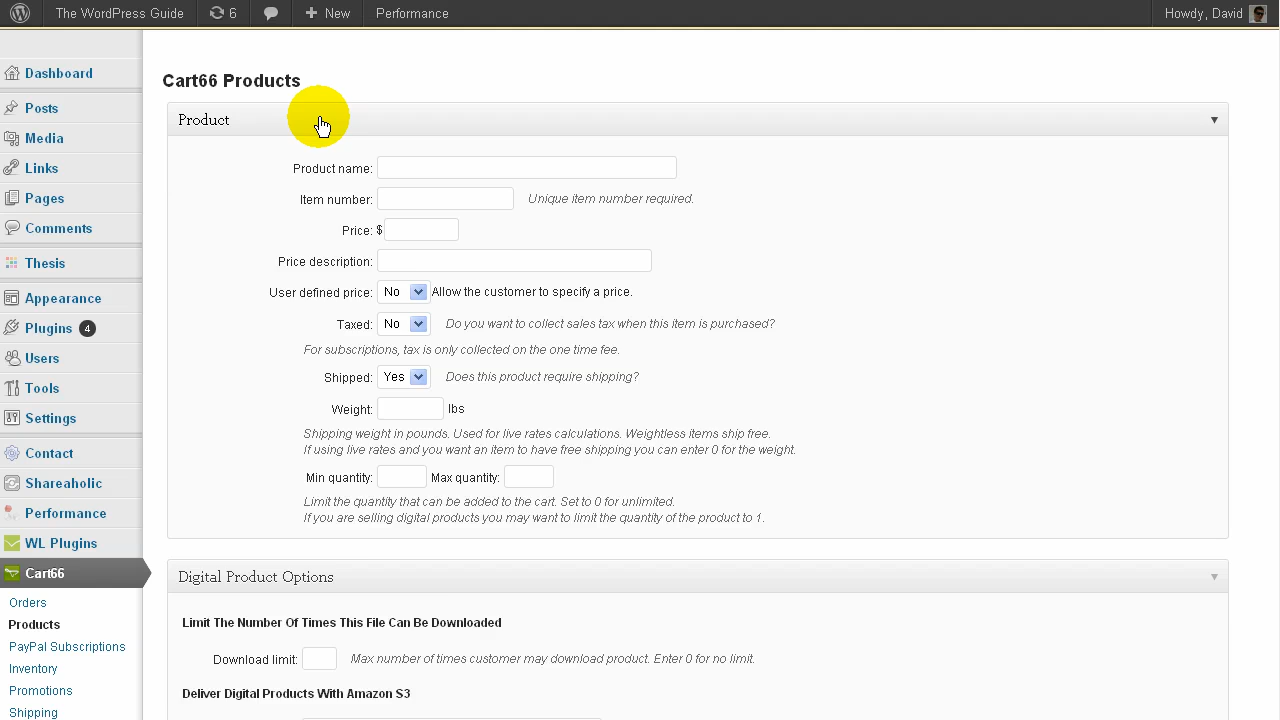 The WordPress Guide 6 New Performance Howdy, David
Dashboard
Posts
Media
Links
Pages
Comments
Thesis
Appearance
Plugins 4
Users
Tools
Settings
Contact
Shareaholic
Performance
WL Plugins
Cart66
Orders
Products
PayPal Subscriptions
Inventory
Promotions
Shipping
Cart66 Products
Product
Product name:
Item number: Unique item number required.
Price: $
Price description:
User defined price: No Allow the customer to specify a price.
Taxed: No Do you want to collect sales tax when this item is purchased?
For subscriptions, tax is only collected on the one time fee.
Shipped: Yes Does this product require shipping?
Weight: lbs
Shipping weight in pounds. Used for live rates calculations. Weightless items ship free.
If using live rates and you want an item to have free shipping you can enter 0 for the weight.
Min quantity: Max quantity:
Limit the quantity that can be added to the cart. Set to 0 for unlimited.
If you are selling digital products you may want to limit the quantity of the product to 1.
Digital Product Options
Limit The Number Of Times This File Can Be Downloaded
Download limit: Max number of times customer may download product. Enter 0 for no limit.
Deliver Digital Products With Amazon S3